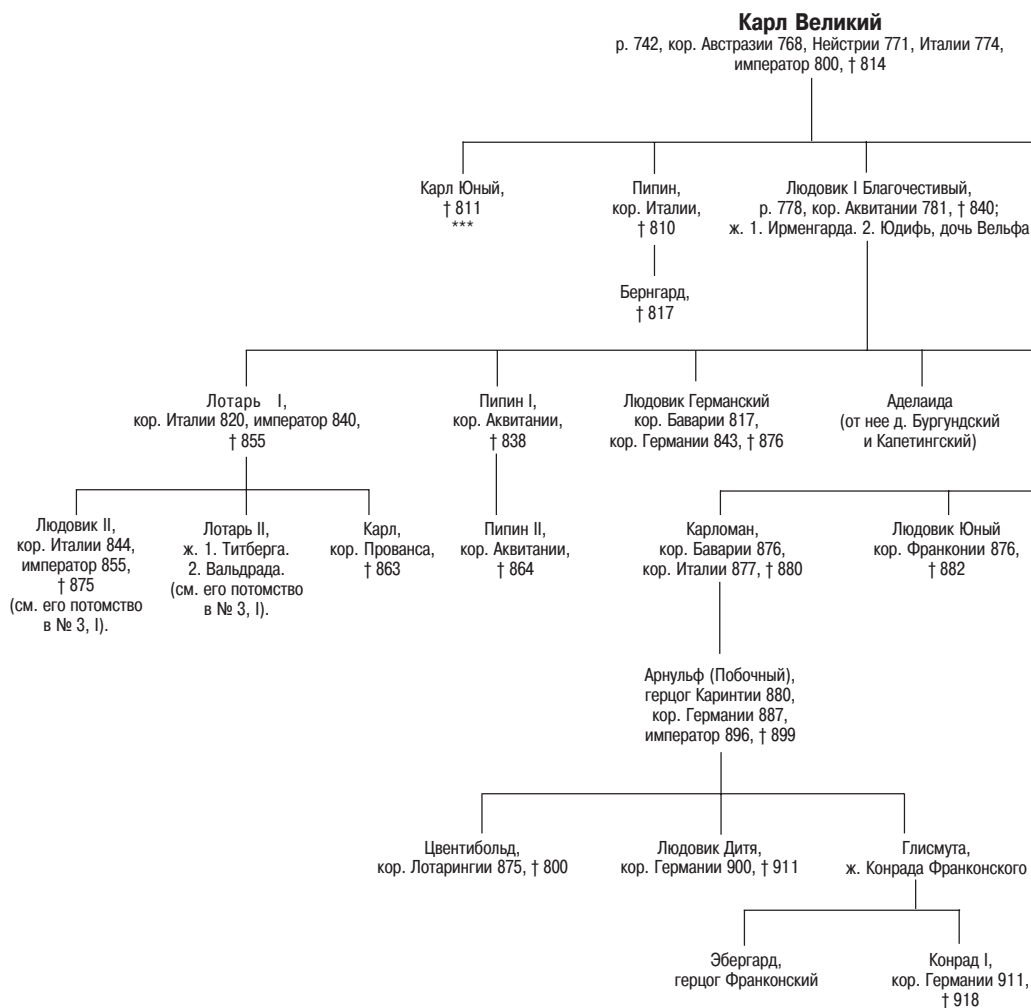 Карл Великий
р. 742, кор. Австразии 768, Нейстрии 771, Италии 774,
император 800, † 814
Карл Юный,
† 811
***
Пипин,
кор. Италии,
† 810
Людовик I Благочестивый,
р. 778, кор. Аквитании 781, † 840;
ж. 1. Ирменгарда. 2. Юдифь, дочь Вельфа
Бернгард,
† 817
Лотарь I,
кор. Италии 820, император 840,
† 855
Пипин I,
кор. Аквитании,
† 838
Людовик Германский
кор. Баварии 817,
кор. Германии 843, † 876
Аделаида
(от нее д. Бургундский
и Капетингский)
Людовик II,
кор. Италии 844,
император 855,
† 875
(см. его потомство
в № 3, I).
Лотарь II,
ж. 1. Титберга.
2. Вальдрада.
(см. его потомство
в № 3, I).
Карл,
кор. Прованса,
† 863
Пипин II,
кор. Аквитании,
† 864
Карломан,
кор. Баварии 876,
кор. Италии 877, † 880
Людовик Юный
кор. Франконии 876,
† 882
Арнульф (Побочный),
герцог Каринтии 880,
кор. Германии 887,
император 896, † 899
Цвентибольд,
кор. Лотарингии 875, † 800
Людовик Дитя,
кор. Германии 900, † 911
Глисмута,
ж. Конрада Франконского
Эбергард,
герцог Франконский
Конрад I,
кор. Германии 911,
† 918